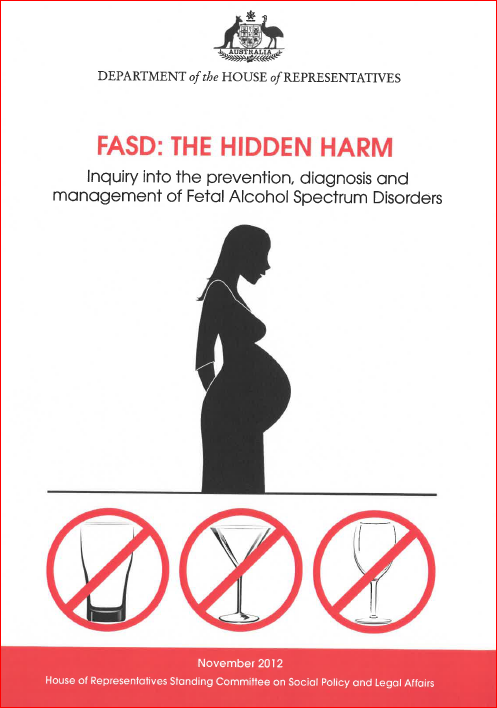 AUSTRALIA
DEPARTMENT of the HOUSE of REPRESENTATIVES
FASD: THE HIDDEN HARM
Inquiry into the prevention, diagnosis and
management of Fetal Alcohol Spectrum Disorders
November 2012
House of Representatives Standing Committee on Social Policy and Legal Affairs